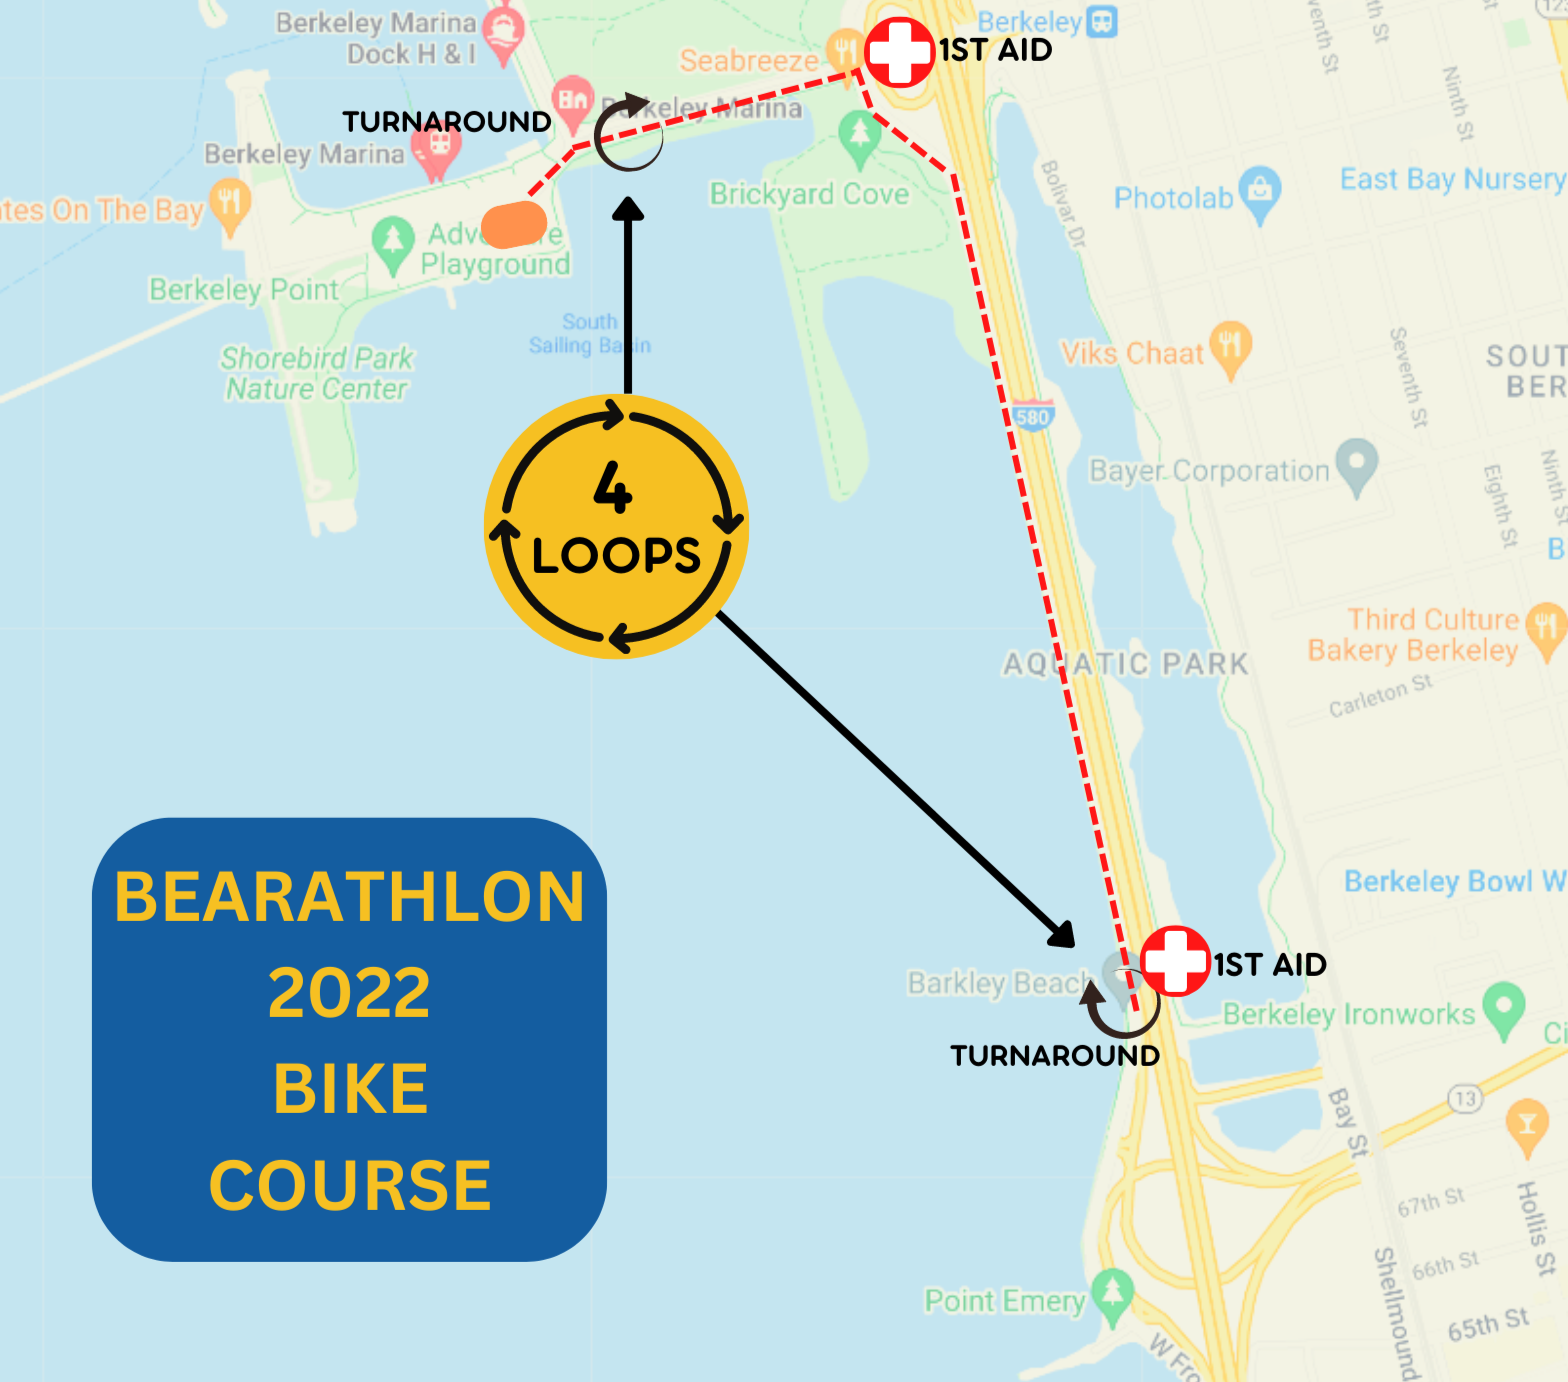 Berkeley Marina
Dock H & I
Seabreeze
1ST AID
Berkeley
TURNAROUND
Berkeley Marina
Berkeley Marina
Brickyard Cove
Ninth St
Bolivar Dr
Photolab
East Bay Nursery
ates On The Bay
Adventure
Playground
Berkeley Point
South
Sailing Basin
Shorebird Park
Nature Center
580
Viks Chaat
Seventh St
SOUT
BER
Bayer Corporation
Eighth St
Ninth St
B
4
LOOPS
AQUATIC PARK
Third Culture
Bakery Berkeley
Carleton St
BEARATHLON
2022
BIKE
COURSE
Berkeley Bowl W
Barkley Beach
1ST AID
TURNAROUND
Berkeley Ironworks
Ci
13
Bay St
67th St
66th St
65th St
Hollis St
Shellmound
Point Emery
W Fro